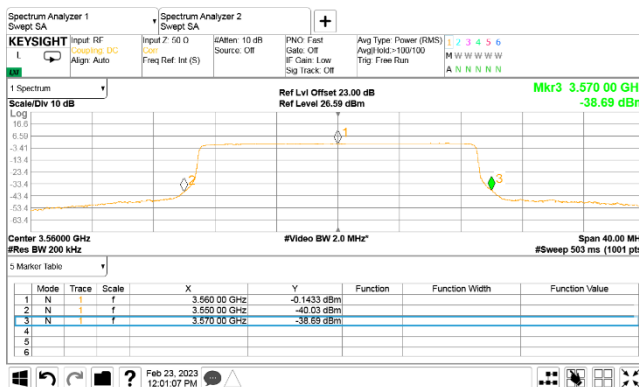 Spectrum Analyzer 1
Swept SA
Spectrum Analyzer 2
Swept SA
KEYSIGHT
L
LXI
Input: RF
Coupling: DC
Align: Auto
Input Z: 50 Ω
Corr
Freq Ref: Int (S)
#Atten: 10 dB
Source: Off
PNO: Fast
Gate: Off
IF Gain: Low
Sig Track: Off
Avg Type: Power (RMS)
Avg|Hold:>100/100
Trig: Free Run
1 2 3 4 5 6
M W W W W W
A N N N N N
1 Spectrum
Scale/Div 10 dB
Ref Lvl Offset 23.00 dB
Ref Level 26.59 dBm
Mkr3 3.570 00 GHz
-38.69 dBm
Log
16.6
6.59
-3.41
-13.4
-23.4
-33.4
-43.4
-53.4
-63.4
1
2
3
Center 3.56000 GHz
#Res BW 200 kHz
#Video BW 2.0 MHz*
Span 40.00 MH
#Sweep 503 ms (1001 pts
5 Marker Table
Mode Trace Scale X Y Function Function Width Function Value
1 N 1 f 3.560 00 GHz -0.1433 dBm
2 N 1 f 3.550 00 GHz -40.03 dBm
3 N 1 f 3.570 00 GHz -38.69 dBm
4
5
6
?
Feb 23, 2023
12:01:07 PM